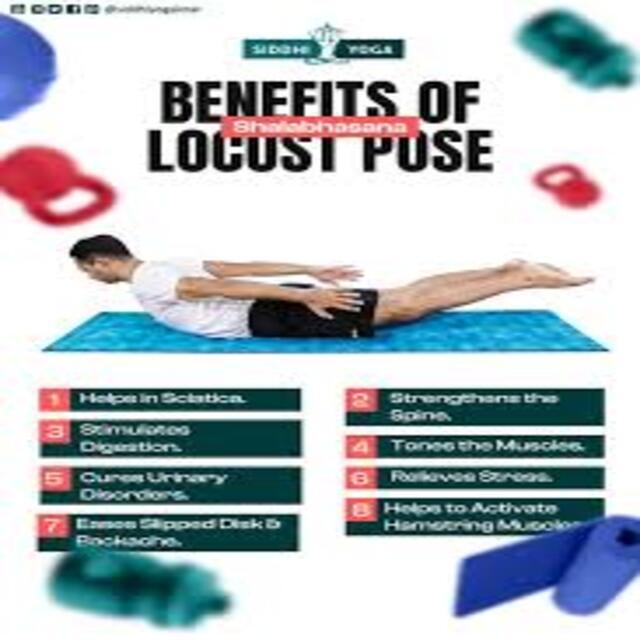 @siddhiyogainter
SIDDHI YOGA
BENEFITS OF
Shalabhasana
LOCUST POSE
1 Helps in Sciatica.
2 Strengthens the
Spine.
3 Stimulates
Digestion.
4 Tones the Muscles.
5 Cures Urinary
Disorders.
6 Relieves Stress.
7 Eases Slipped Disk &
Backache.
8 Helps to Activate
Hamstring Muscles